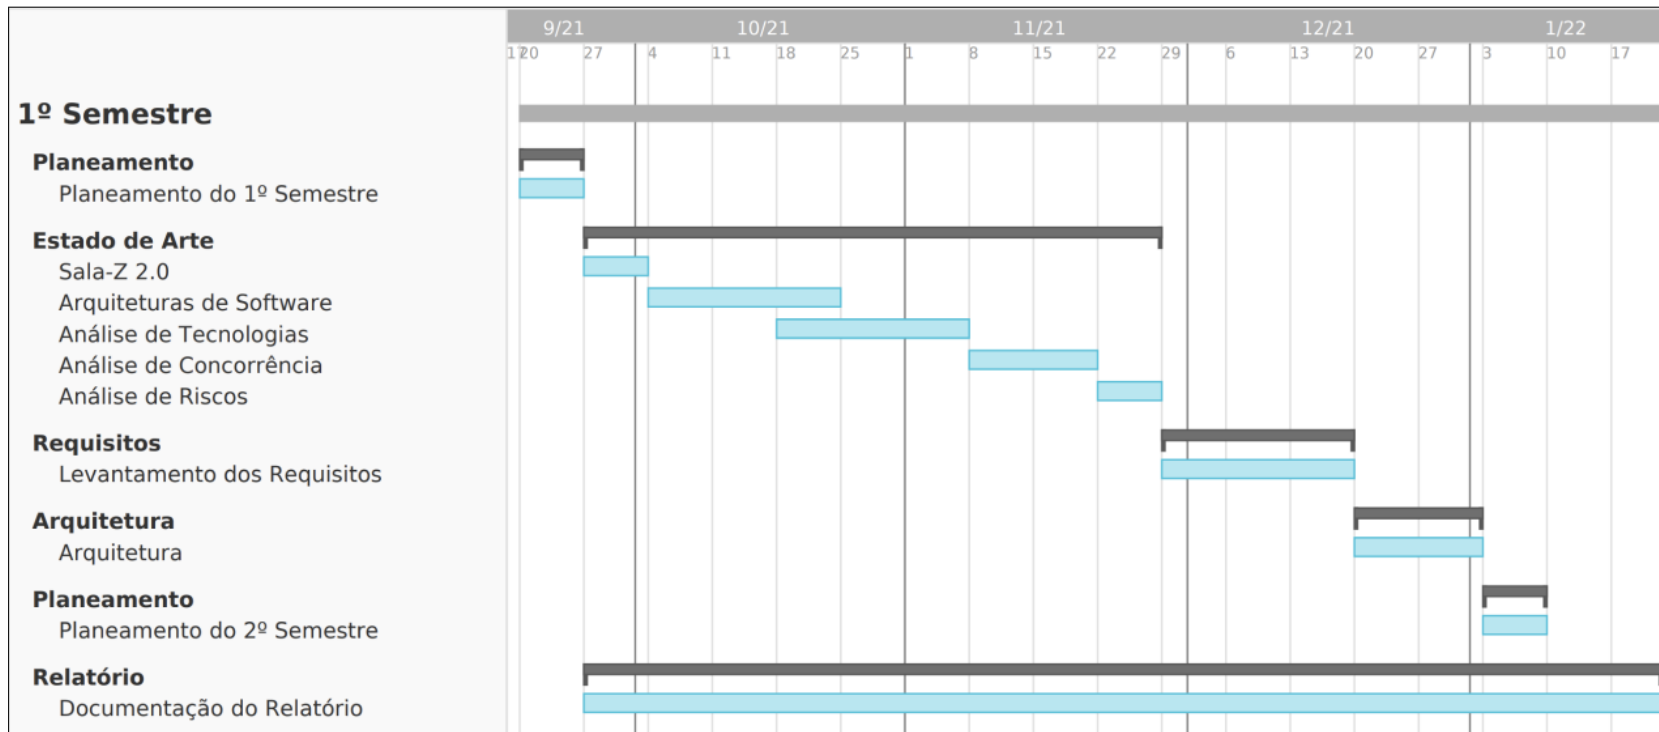 9/21 10/21 11/21 12/21 1/22
17 20 27 4 11 18 25 1 8 15 22 29 6 13 20 27 3 10 17
1º Semestre
Planeamento
Planeamento do 1º Semestre
Estado de Arte
Sala-Z 2.0
Arquiteturas de Software
Análise de Tecnologias
Análise de Concorrência
Análise de Riscos
Requisitos
Levantamento dos Requisitos
Arquitetura
Arquitetura
Planeamento
Planeamento do 2º Semestre
Relatório
Documentação do Relatório